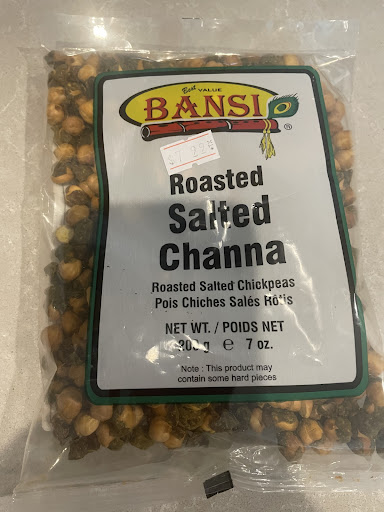 Best VALUE
BANSI
®
Roasted
Salted
Channa
Roasted Salted Chickpeas
Pois Chiches Salés Rôtis
NET WT. / POIDS NET
200 g e 7 oz.
Note : This product may
contain some hard pieces